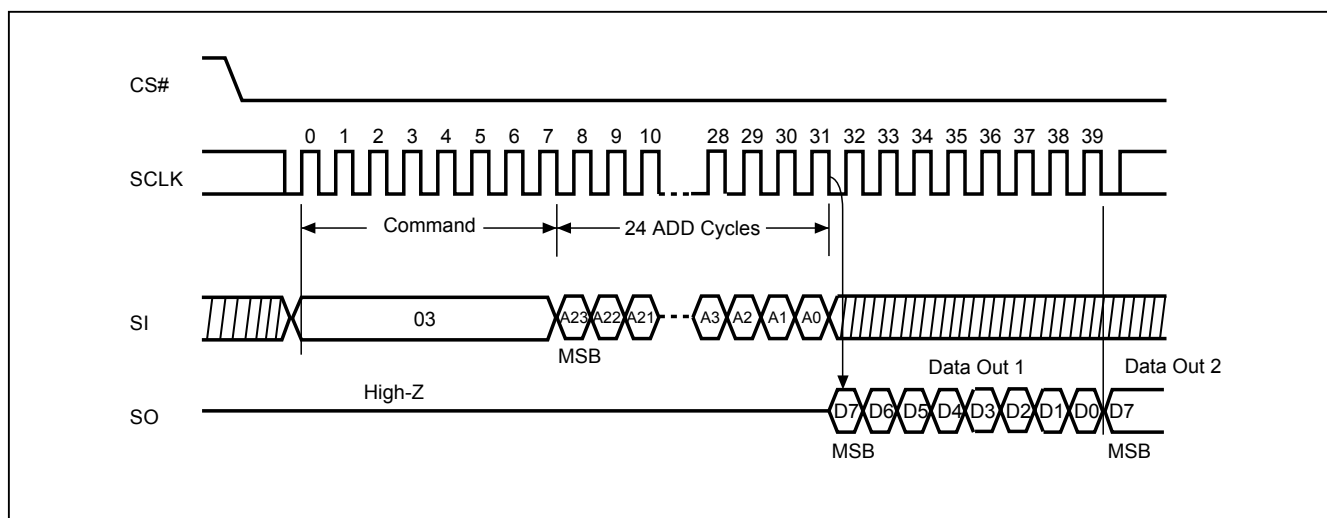 CS#
0 1 2 3 4 5 6 7 8 9 10 28 29 30 31 32 33 34 35 36 37 38 39
SCLK
Command 24 ADD Cycles
SI 03 A23 A22 A21 A3 A2 A1 A0
MSB
Data Out 1 Data Out 2
High-Z
SO D7 D6 D5 D4 D3 D2 D1 D0 D7
MSB MSB